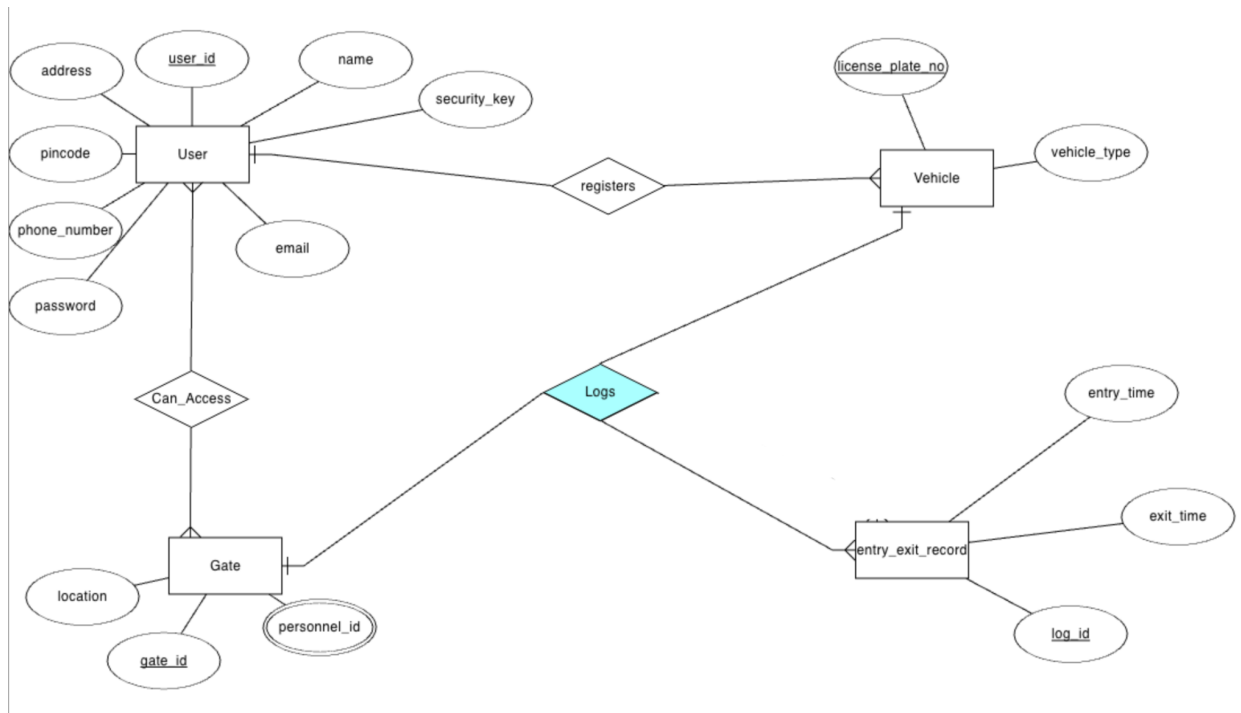 user_id
name
address
license_plate_no
security_key
vehicle_type
pincode
User
Vehicle
registers
phone_number
email
password
Can_Access
Logs
entry_time
exit_time
entry_exit_record
Gate
location
personnel_id
log_id
gate_id